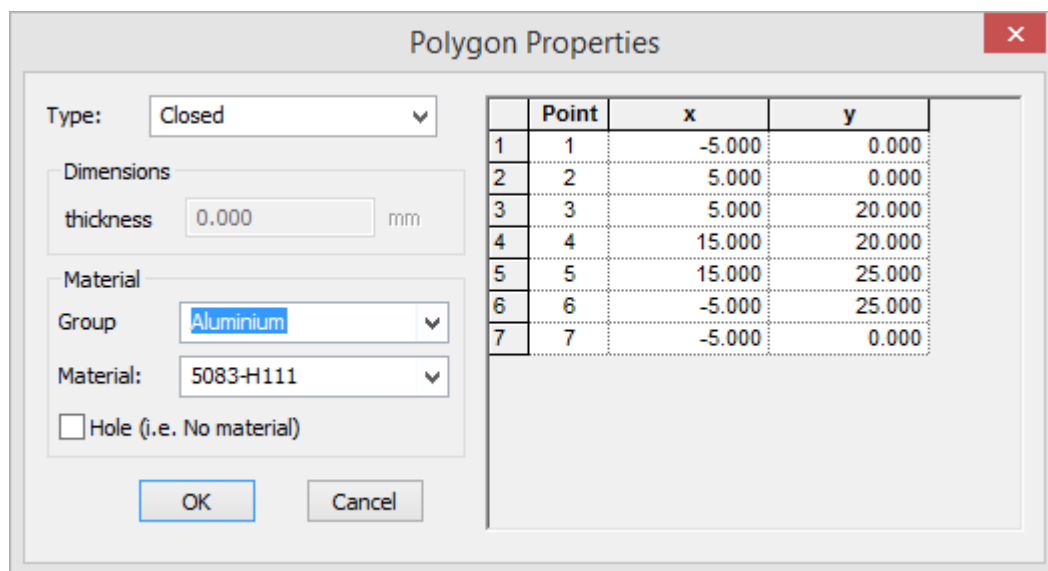 Polygon Properties
Type: Closed
Dimensions
thickness 0.000 mm
Material
Group Aluminium
Material: 5083-H111
Hole (i.e. No material)
OK Cancel
Point x y
1 1 -5.000 0.000
2 2 5.000 0.000
3 3 5.000 20.000
4 4 15.000 20.000
5 5 15.000 25.000
6 6 -5.000 25.000
7 7 -5.000 0.000